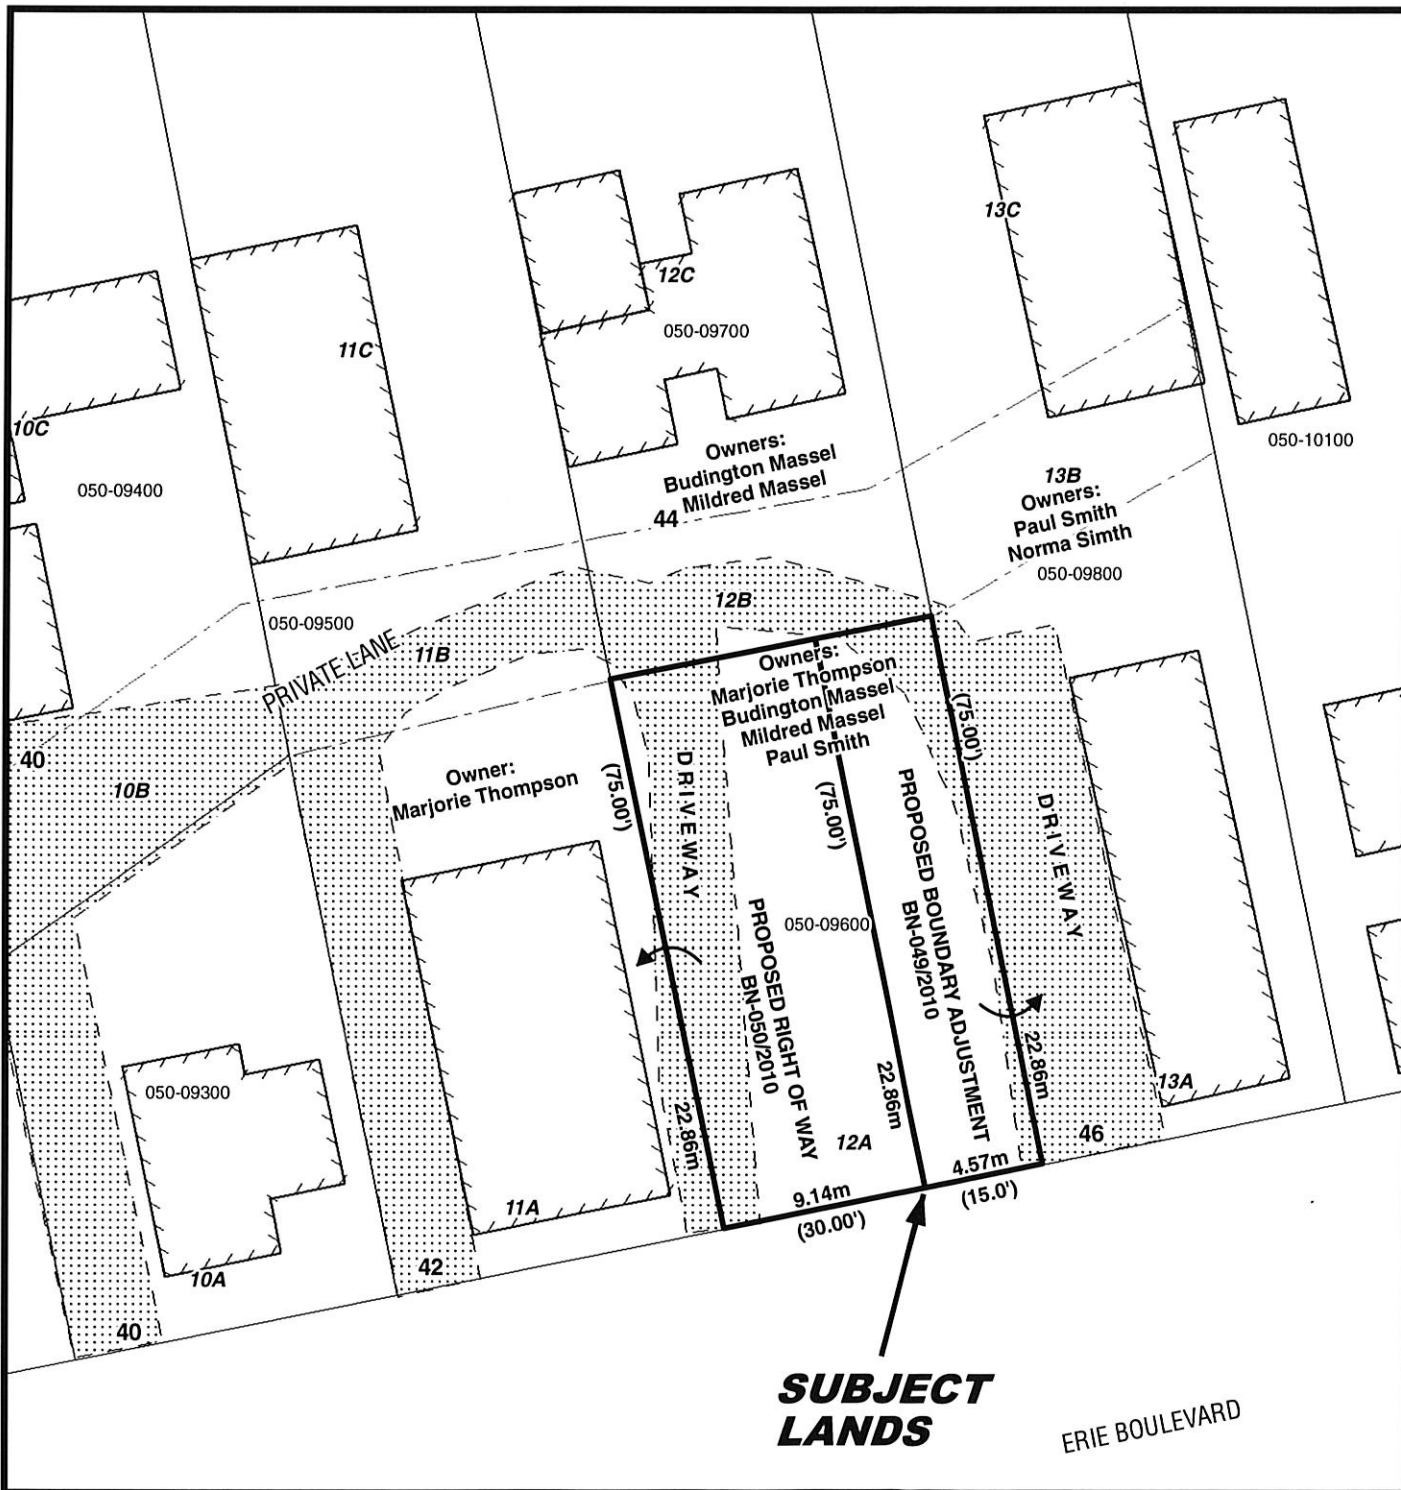 13C
12C
050-09700
11C
10C
050-09400
050-10100
Owners:
Budington Massel
Mildred Massel
44
13B
Owners:
Paul Smith
Norma Simth
050-09800
12B
050-09500
PRIVATE LANE
11B
40
10B
Owner:
Marjorie Thompson
Owners:
Marjorie Thompson
Budington Massel
Mildred Massel
Paul Smith
(75.00')
DRIVEWAY
(75.00')
(75.00')
DRIVEWAY
PROPOSED RIGHT OF WAY
BN-050/2010
050-09600
PROPOSED BOUNDARY ADJUSTMENT
BN-049/2010
22.86m
22.86m
22.86m
050-09300
12A
13A
46
4.57m
(15.0')
9.14m
(30.00')
11A
42
10A
40
SUBJECT
LANDS
ERIE BOULEVARD